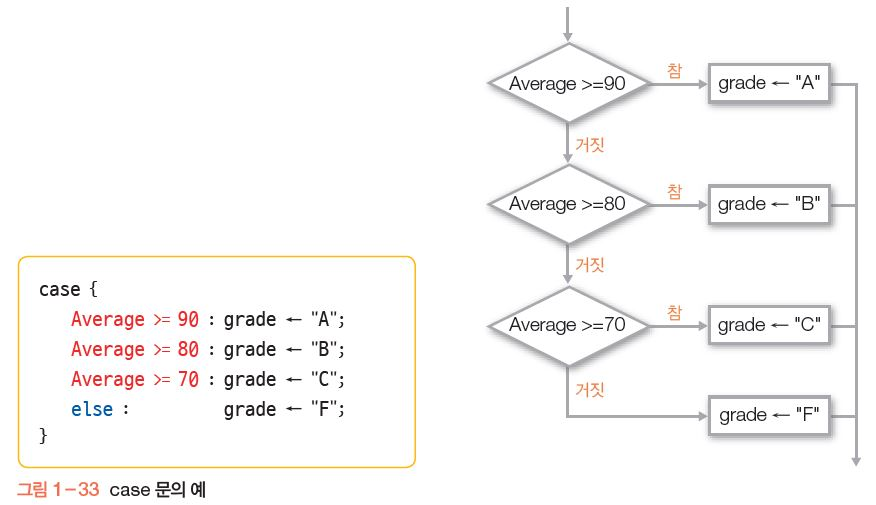 case {
Average >= 90 : grade ← "A";
Average >= 80 : grade ← "B";
Average >= 70 : grade ← "C";
else : grade ← "F";
}
그림 1-33 case 문의 예
Average >=90
참
grade ← "A"
거짓
Average >=80
참
grade ← "B"
거짓
Average >=70
참
grade ← "C"
거짓
grade ← "F"